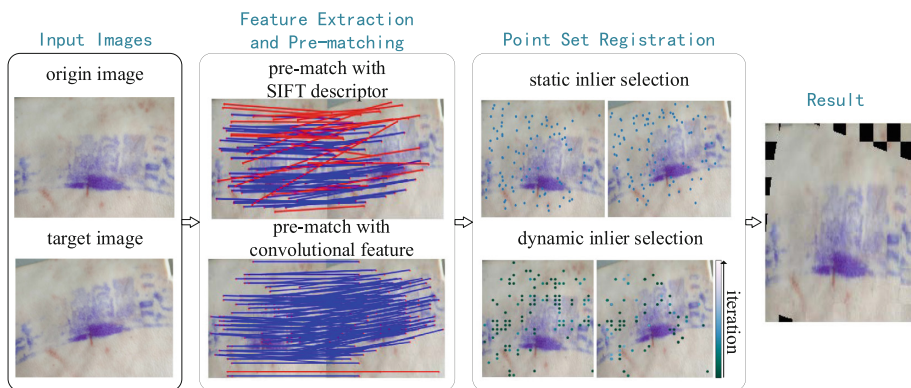 Input Images
origin image
target image
Feature Extraction
and Pre-matching
pre-match with
SIFT descriptor
pre-match with
convolutional feature
Point Set Registration
static inlier selection
dynamic inlier selection
iteration
Result